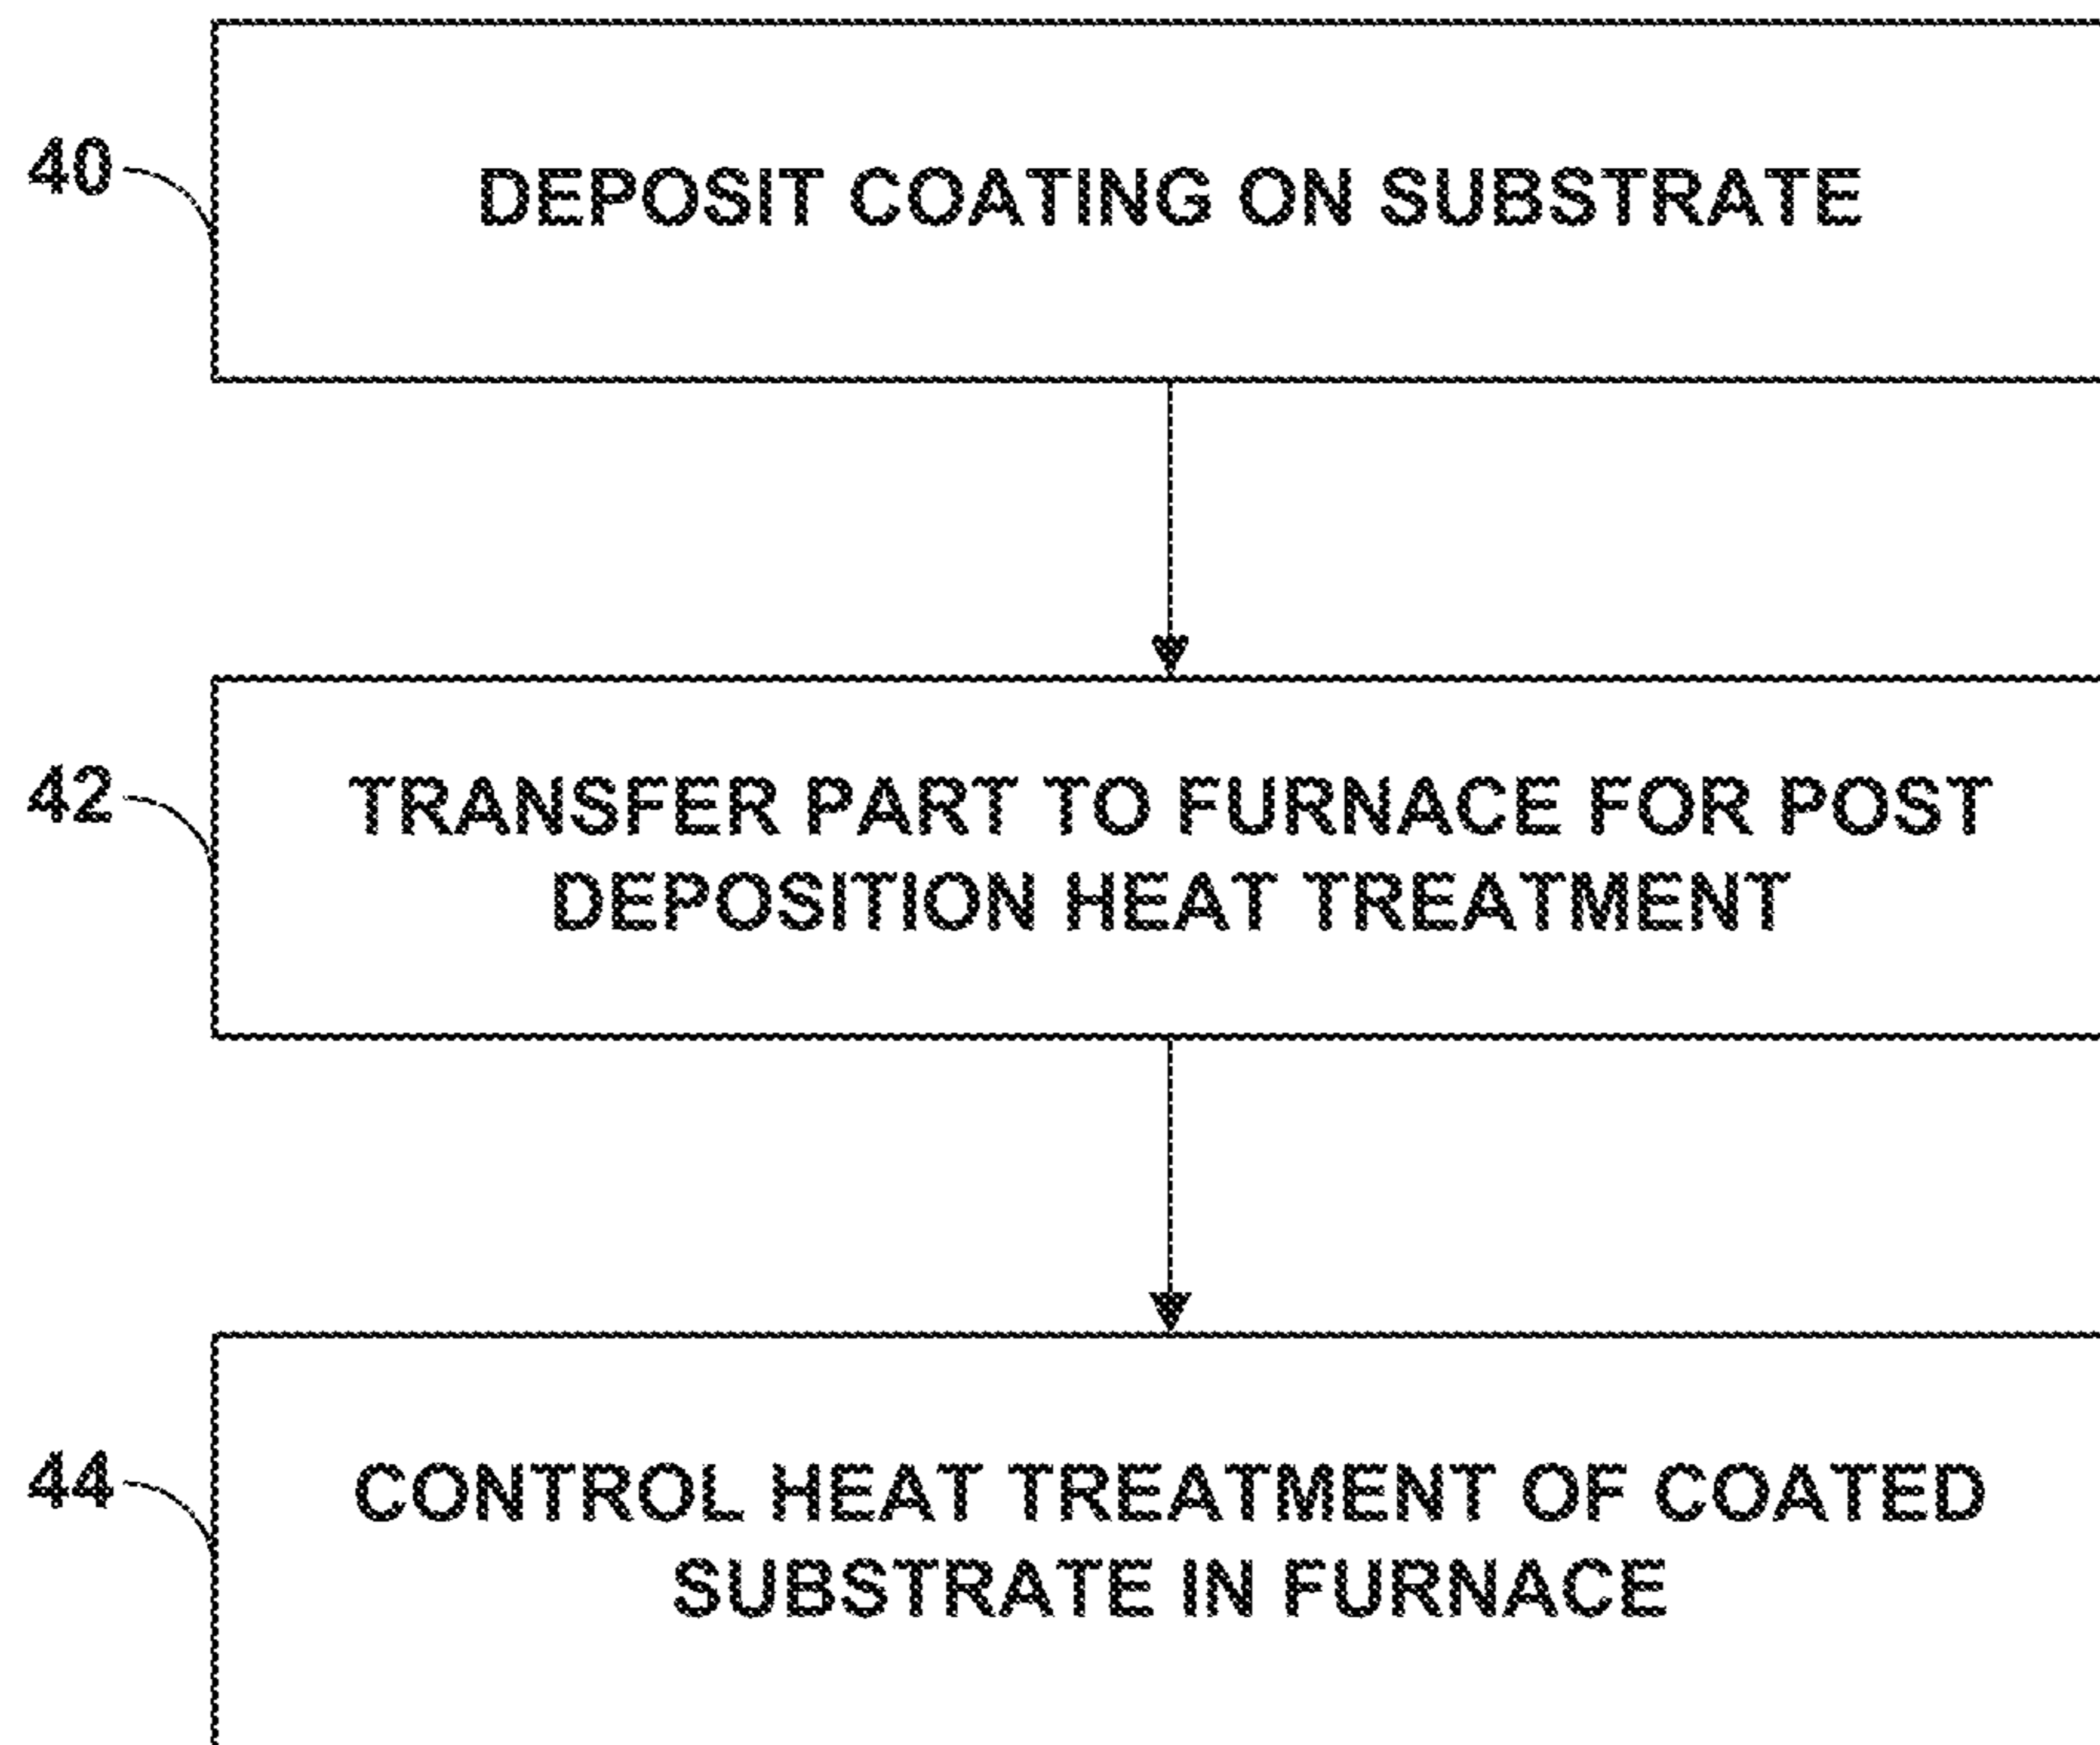 40
DEPOSIT COATING ON SUBSTRATE
42
TRANSFER PART TO FURNACE FOR POST
DEPOSITION HEAT TREATMENT
44
CONTROL HEAT TREATMENT OF COATED
SUBSTRATE IN FURNACE